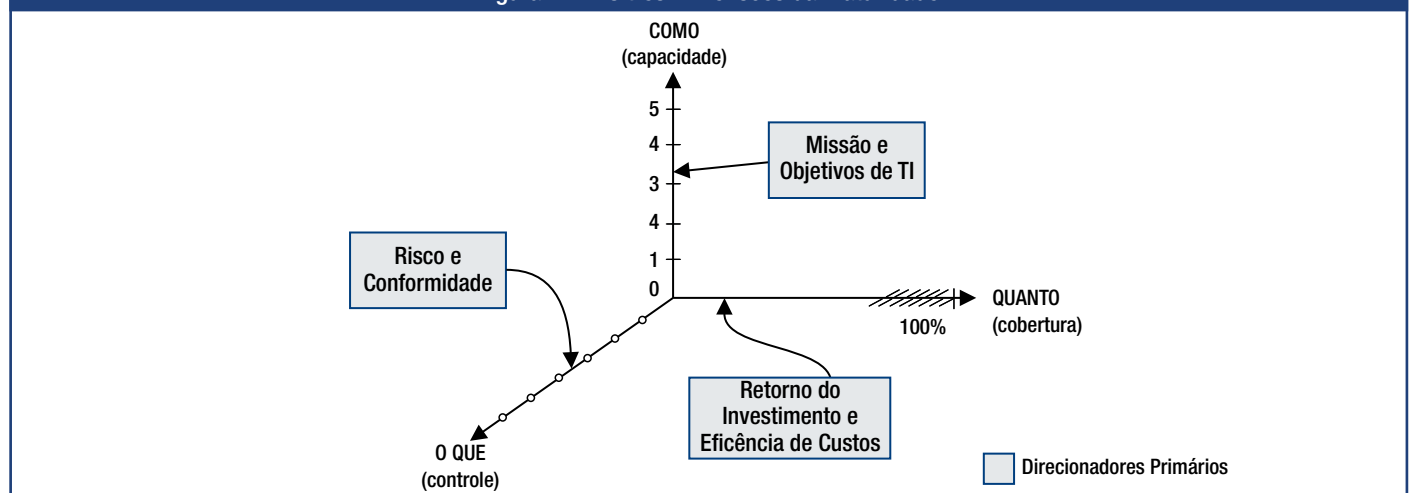 COMO
(capacidade)
5
4
3
4
1
0
Missão e
Objetivos de TI
Risco e
Conformidade
QUANTO
(cobertura)
100%
Retorno do
Investimento e
Eficência de Custos
O QUE
(controle)
Direcionadores Primários